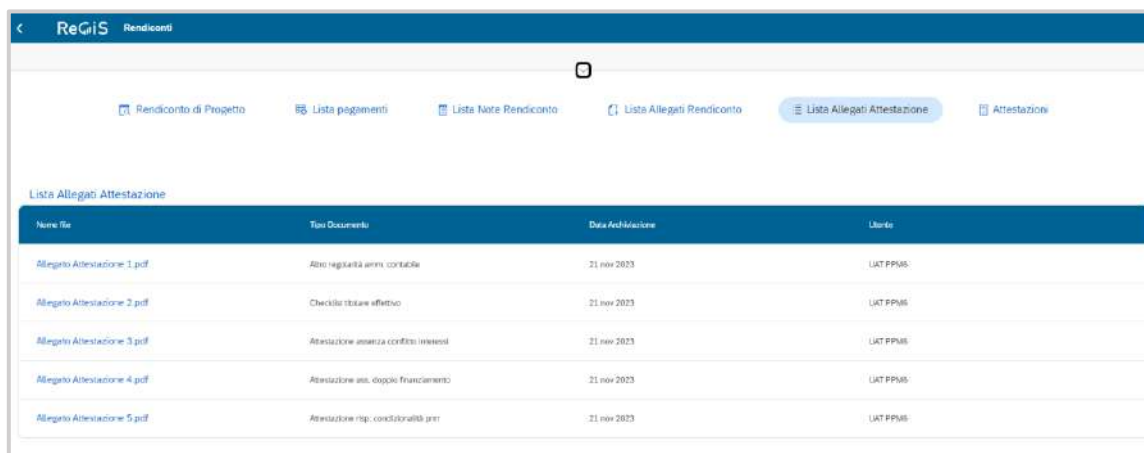 ReGiS Rendiconti
Rendiconto di Progetto Lista pagamenti Lista Note Rendiconto Lista Allegati Rendiconto Lista Allegati Attestazione Attestazioni
Lista Allegati Attestazione
Nome file Tipo Documento Data Archiviazione Utente
Allegato Attestazione 1.pdf Altro regolarità amm. contabile 21 nov 2023 UAT PPM6
Allegato Attestazione 2.pdf Checklist titolare effettivo 21 nov 2023 UAT PPM6
Allegato Attestazione 3.pdf Attestazione assenza conflitto interessi 21 nov 2023 UAT PPM6
Allegato Attestazione 4.pdf Attestazione ass. doppio finanziamento 21 nov 2023 UAT PPM6
Allegato Attestazione 5.pdf Attestazione risp. condizionalità pnrr 21 nov 2023 UAT PPM6